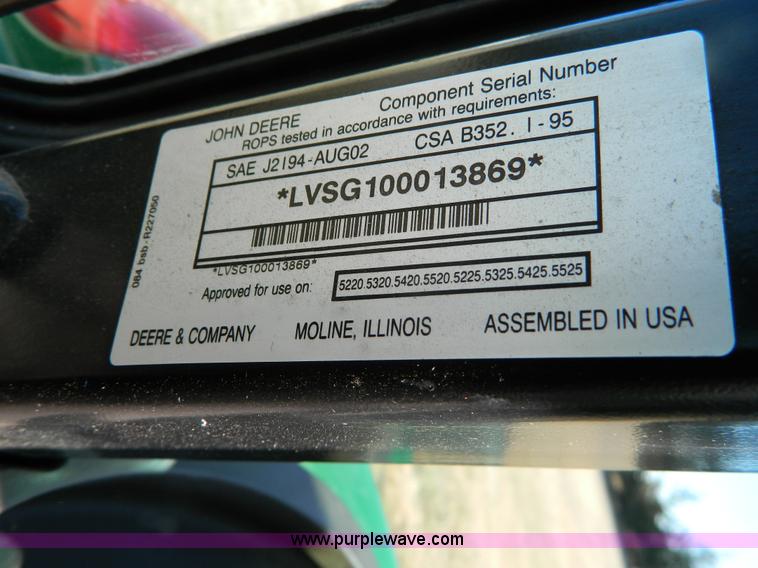 JOHN DEERE Component Serial Number
ROPS tested in accordance with requirements:
SAE J2194-AUG02 CSA B352. 1-95
*LVSG100013869*
*LVSG100013869*
Approved for use on: 5220.5320.5420.5520.5225.5325.5425.5525
DEERE & COMPANY MOLINE, ILLINOIS ASSEMBLED IN USA
084 bsb-R227050
www.purplewave.com